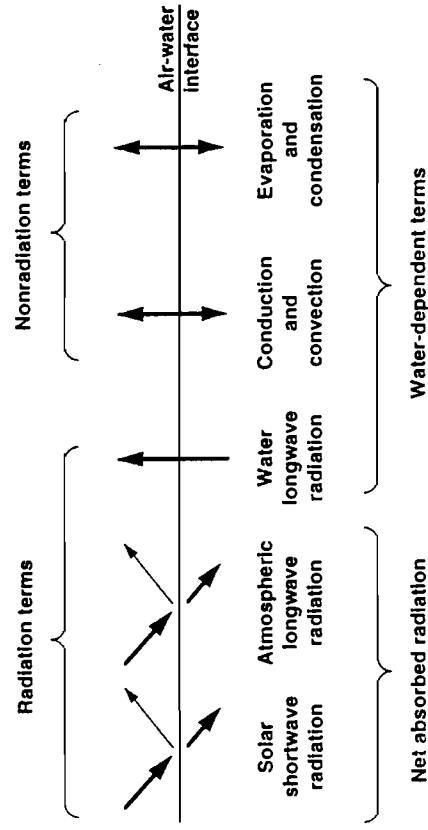 Radiation terms
Nonradiation terms
Air-water
interface
Solar
shortwave
radiation
Atmospheric
longwave
radiation
Water
longwave
radiation
Conduction
and
convection
Evaporation
and
condensation
Net absorbed radiation
Water-dependent terms